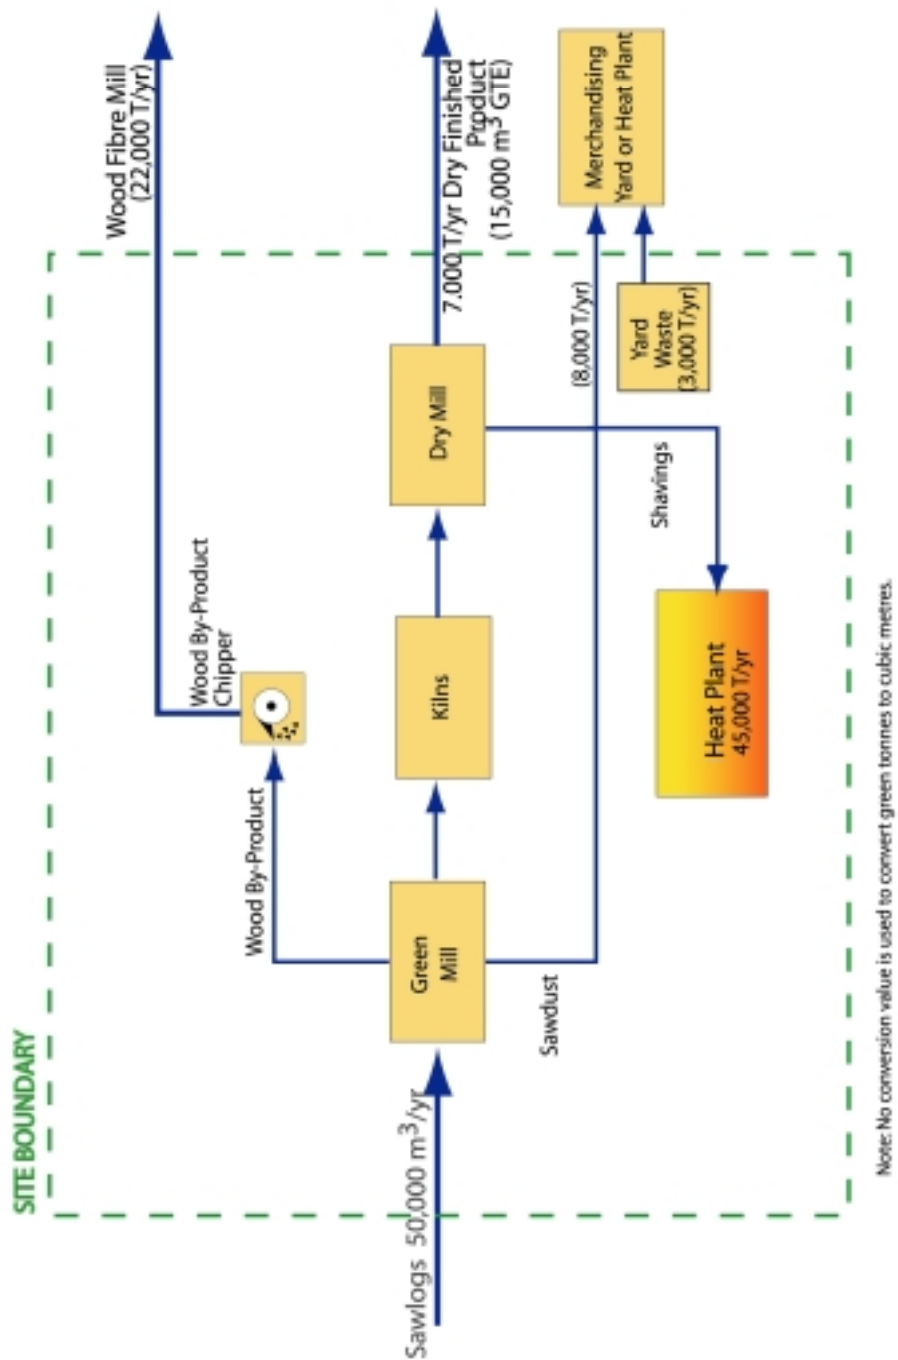 SITE BOUNDARY
Wood Fibre Mill
(22,000 T/yr)
Wood By-Product
Chipper
Wood By-Product
Sawlogs 50,000 m³/yr
Green
Mill
Kilns
Dry Mill
7.000 T/yr Dry Finished
Product
(15,000 m³ GTE)
Sawdust
(8,000 T/yr)
Merchandising
Yard or Heat Plant
Yard
Waste
(3,000 T/yr)
Shavings
Heat Plant
45,000 T/yr
Note: No conversion value is used to convert green tonnes to cubic metres.